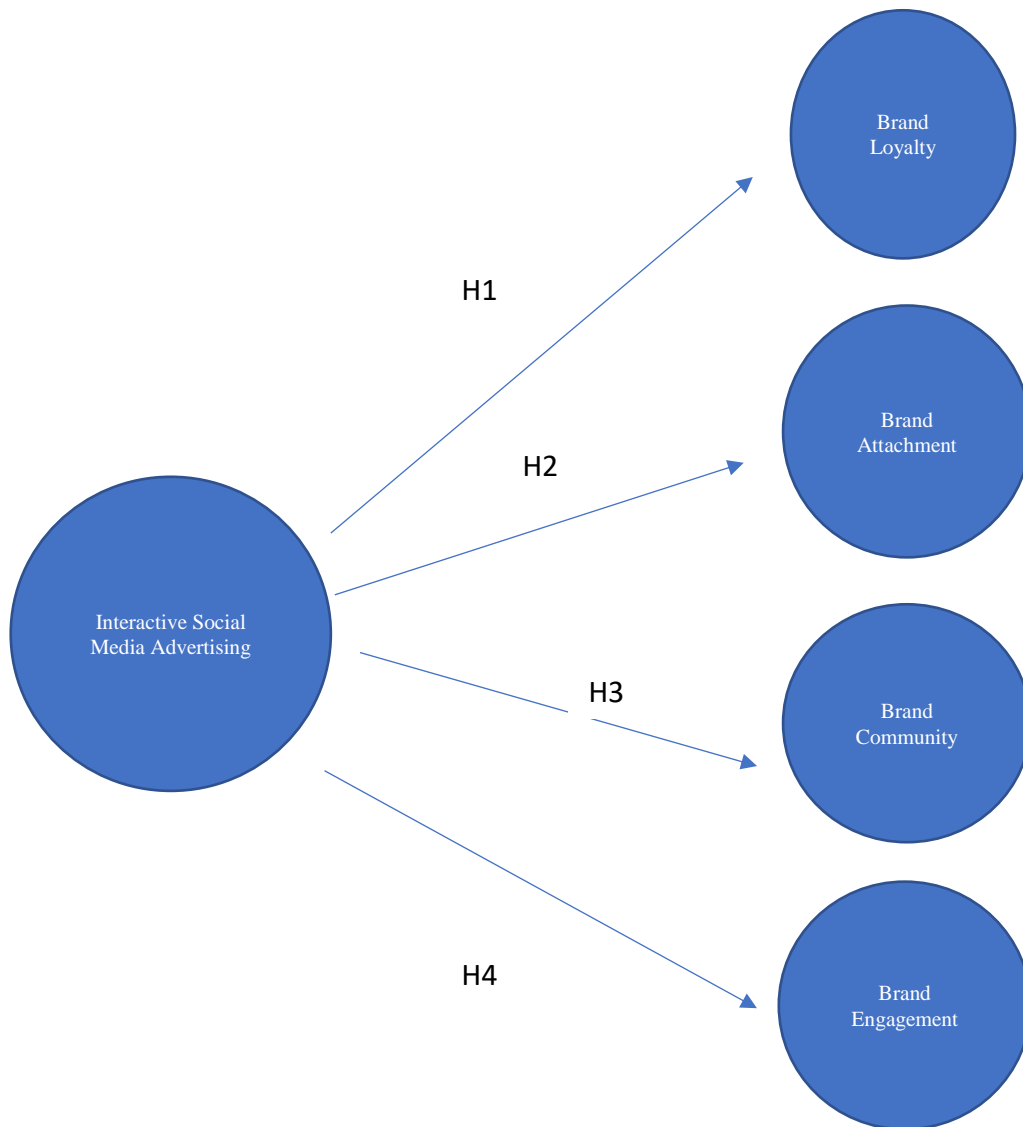 Brand
Loyalty
H1
Brand
Attachment
H2
Interactive Social
Media Advertising
H3
Brand
Community
H4
Brand
Engagement